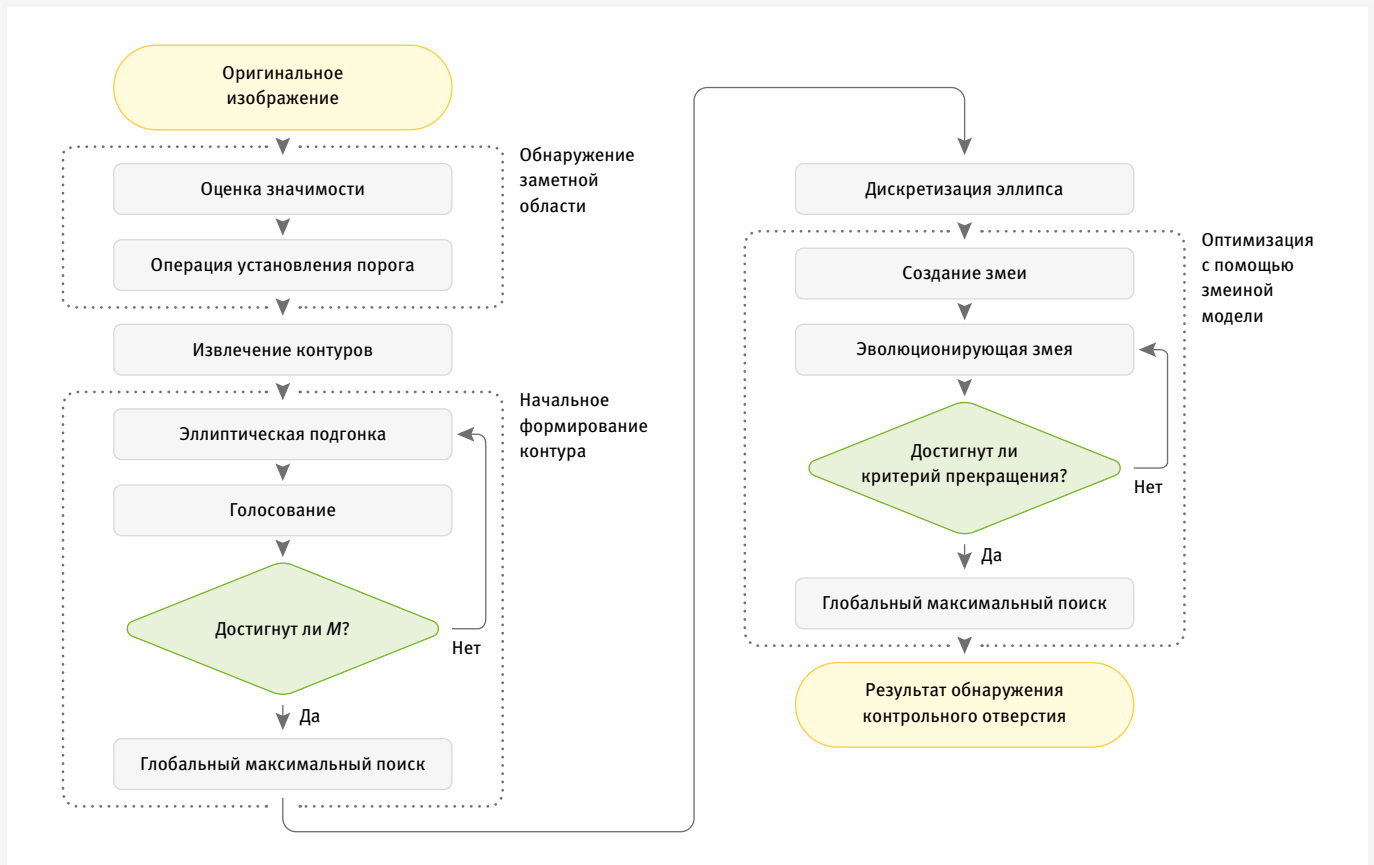 Оригинальное
изображение
Обнаружение
заметной
области
Оценка значимости
Операция установления порога
Извлечение контуров
Начальное
формирование
контура
Эллиптическая подгонка
Голосование
Достигнут ли M?
Нет
Да
Глобальный максимальный поиск
Дискретизация эллипса
Оптимизация
с помощью
змеиной
модели
Создание змеи
Эволюционирующая змея
Достигнут ли
критерий прекращения?
Нет
Да
Глобальный максимальный поиск
Результат обнаружения
контрольного отверстия